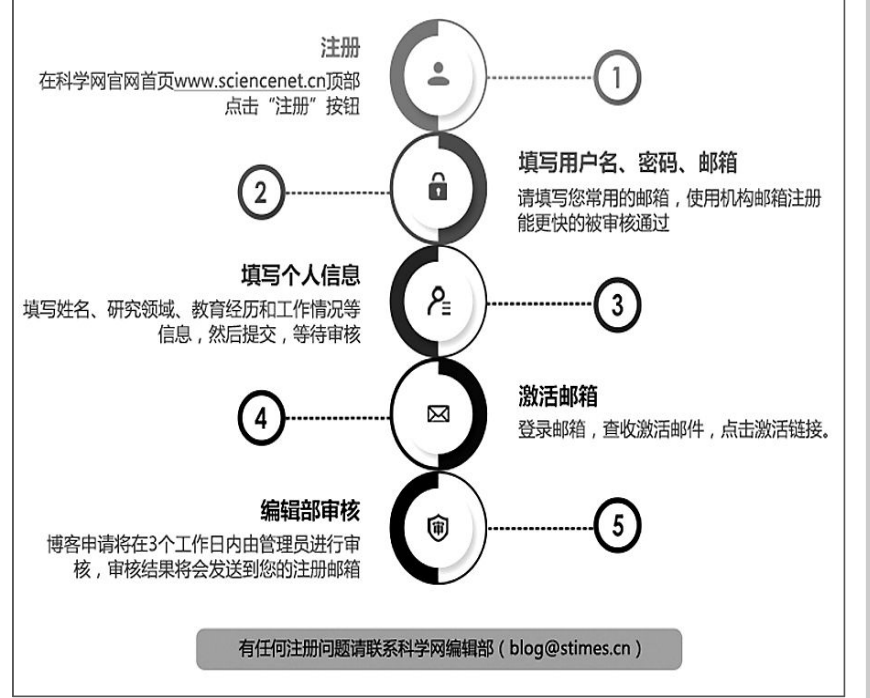 注册
在科学网官网首页www.sciencenet.cn顶部
点击“注册”按钮
1
2
填写用户名、密码、邮箱
请填写您常用的邮箱，使用机构邮箱注册
能更快的被审核通过
填写个人信息
填写姓名、研究领域、教育经历和工作情况等
信息，然后提交，等待审核
3
4
激活邮箱
登录邮箱，查收激活邮件，点击激活链接。
编辑部审核
博客申请将在3个工作日内由管理员进行审
核，审核结果将会发送到您的注册邮箱
审
5
有任何注册问题请联系科学网编辑部（blog@stimes.cn）